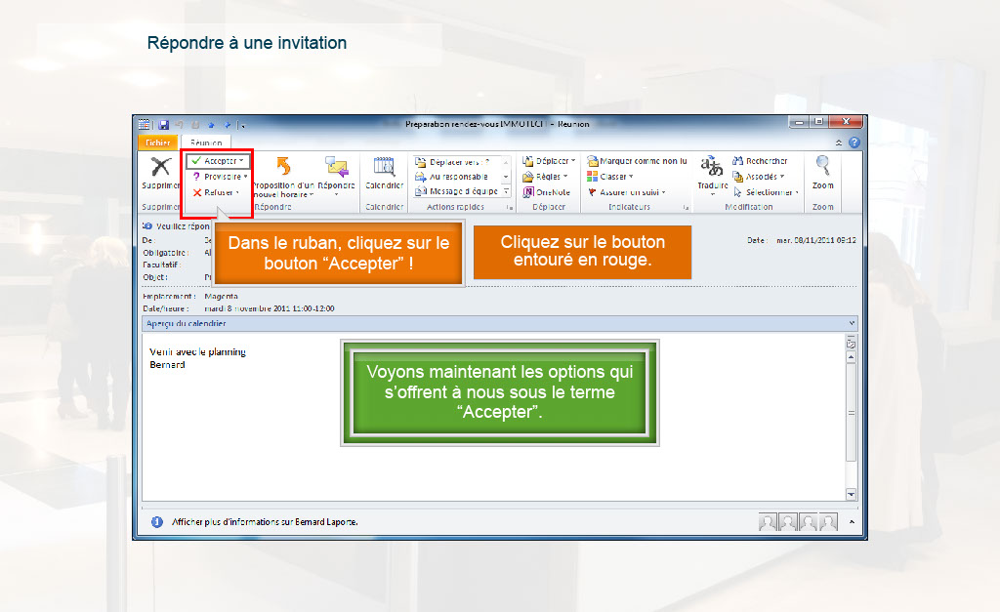 Répondre à une invitation
Préparation rendez-vous IMMOTECH - Réunion
Fichier
Réunion
Supprimer
Supprimer
Accepter
Provisoire
Refuser
Proposition d'un
nouvel horaire
Répondre
Répondre
Calendrier
Calendrier
Déplacer vers : ?
Au responsable
Message d'équipe
Actions rapides
Déplacer
Règles
OneNote
Déplacer
Marquer comme non lu
Classer
Assurer un suivi
Indicateurs
Traduire
Rechercher
Associés
Sélectionner
Modification
Zoom
Zoom
Veuillez répon
De :
Obligatoire :
Facultatif :
Objet :
Date : mar. 08/11/2011 09:12
Dans le ruban, cliquez sur le
bouton “Accepter” !
Cliquez sur le bouton
entouré en rouge.
Emplacement : Magenta
Date/heure : mardi 8 novembre 2011 11:00-12:00
Aperçu du calendrier
Venir avec le planning
Bernard
Voyons maintenant les options qui
s’offrent à nous sous le terme
“Accepter”.
Afficher plus d'informations sur Bernard Laporte.